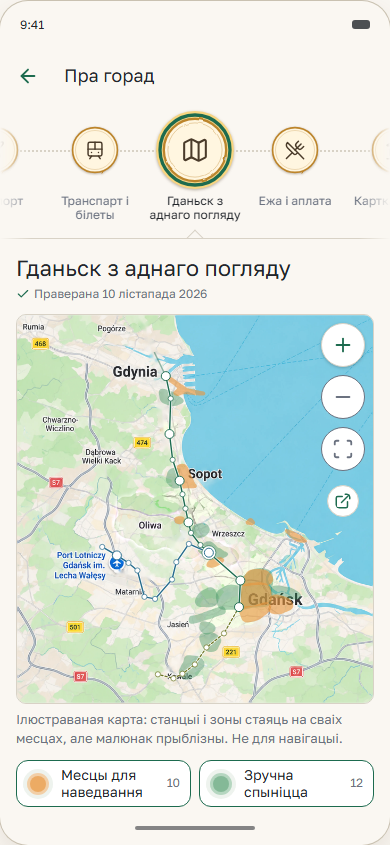 9:41
Пра горад
орт
Транспарт і
білеты
Гданьск з
аднаго погляду
Ежа і аплата
Гданьск з аднаго погляду
Праверана 10 лістапада 2026
Rumia
Pogórze
468
Gdynia
Chwarzno-
Wiczlino
474
Dąbrowa
Wielki Kack
S7
Sopot
Oliwa
Wrzeszcz
Port Lotniczy
Gdańsk im.
Lecha Wałęsy
Matarnia
Gdańsk
Jasień
501
221
S7
S7
Ілюстраваная карта: станцыі і зоны стаяць на сваіх
месцах, але малюнак прыблізны. Не для навігацыі.
Месцы для
наведвання
10
Зручна
спыніцца
12